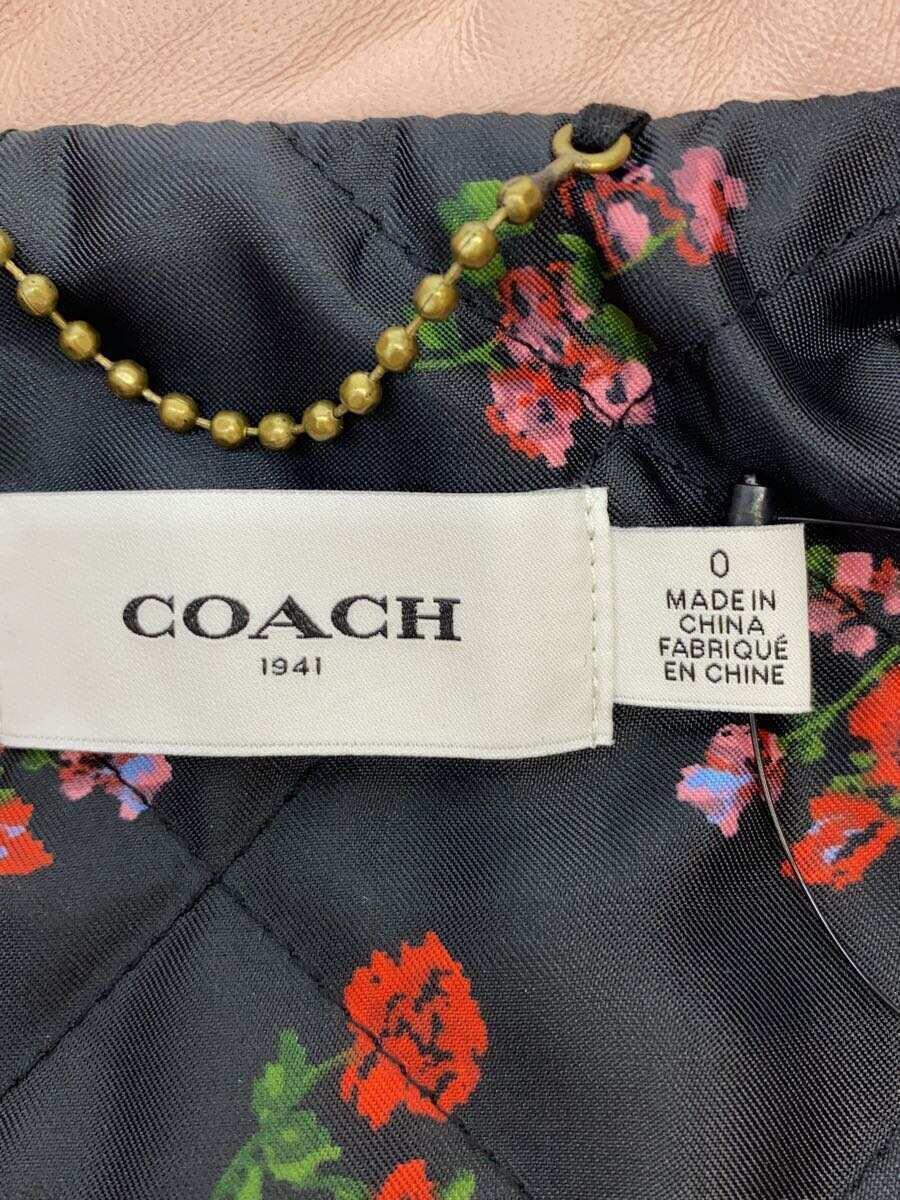 COACH
1941
0
MADE IN
CHINA
FABRIQUÉ
EN CHINE